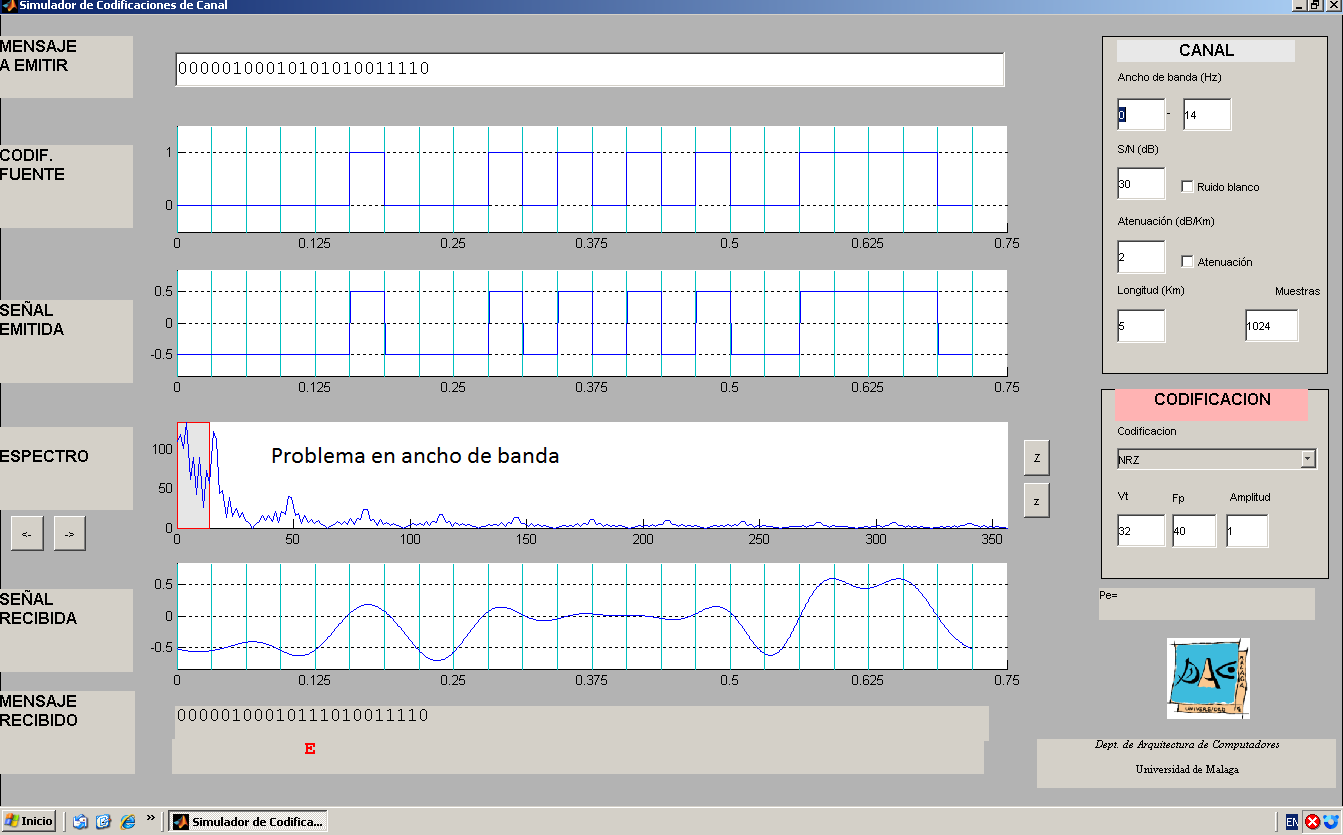 Simulador de Codificaciones de Canal
MENSAJE
A EMITIR
00000100010101010011110
CODIF.
FUENTE
1
0
0 0.125 0.25 0.375 0.5 0.625 0.75
SEÑAL
EMITIDA
0.5
0
-0.5
0 0.125 0.25 0.375 0.5 0.625 0.75
ESPECTRO
<- ->
Problema en ancho de banda
100
50
0
0 50 100 150 200 250 300 350
Z
z
SEÑAL
RECIBIDA
0.5
0
-0.5
0 0.125 0.25 0.375 0.5 0.625 0.75
MENSAJE
RECIBIDO
00000100010111010011110
E
CANAL
Ancho de banda (Hz)
0 - 14
S/N (dB)
30 Ruido blanco
Atenuación (dB/Km)
2 Atenuación
Longitud (Km) Muestras
5 1024
CODIFICACION
Codificacion
NRZ
Vt Fp Amplitud
32 40 1
Pe=
DAC
MALAGA
UNIVERSIDAD
Dept. de Arquitectura de Computadores
Universidad de Malaga
Inicio » Simulador de Codifica... EN